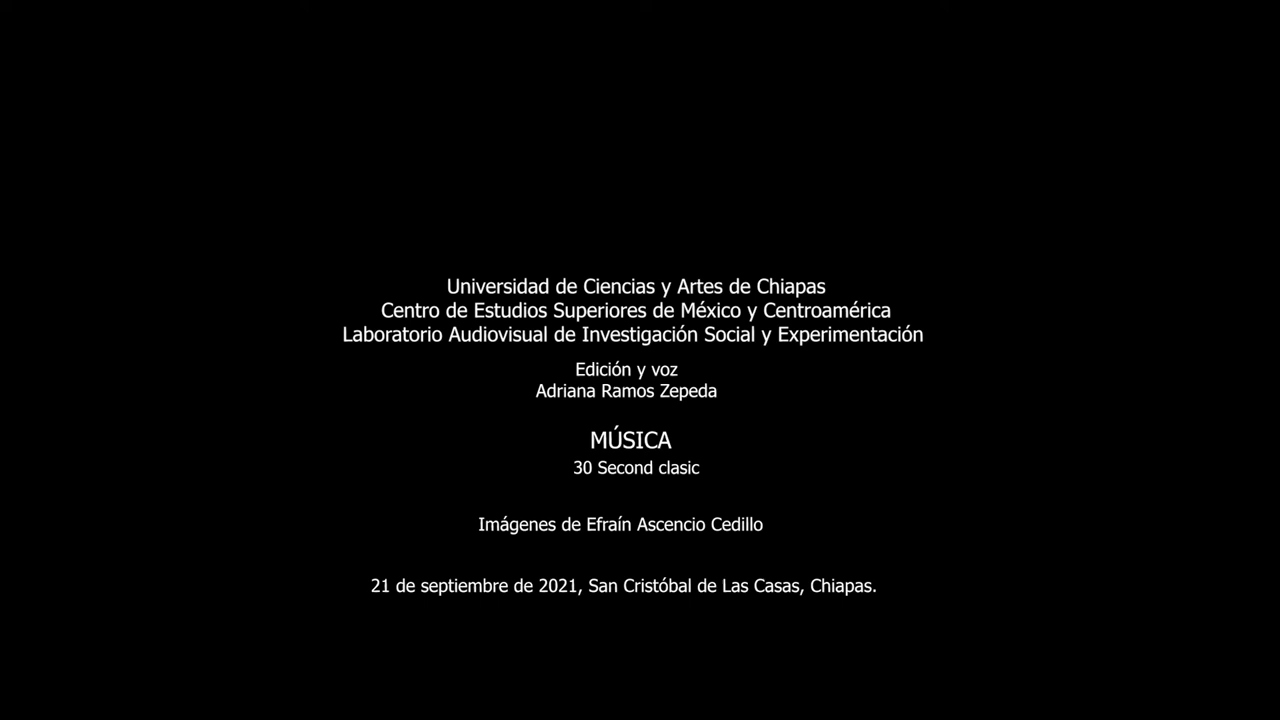 Universidad de Ciencias y Artes de Chiapas
Centro de Estudios Superiores de México y Centroamérica
Laboratorio Audiovisual de Investigación Social y Experimentación
Edición y voz
Adriana Ramos Zepeda
MÚSICA
30 Second clasic
Imágenes de Efraín Ascencio Cedillo
21 de septiembre de 2021, San Cristóbal de Las Casas, Chiapas.